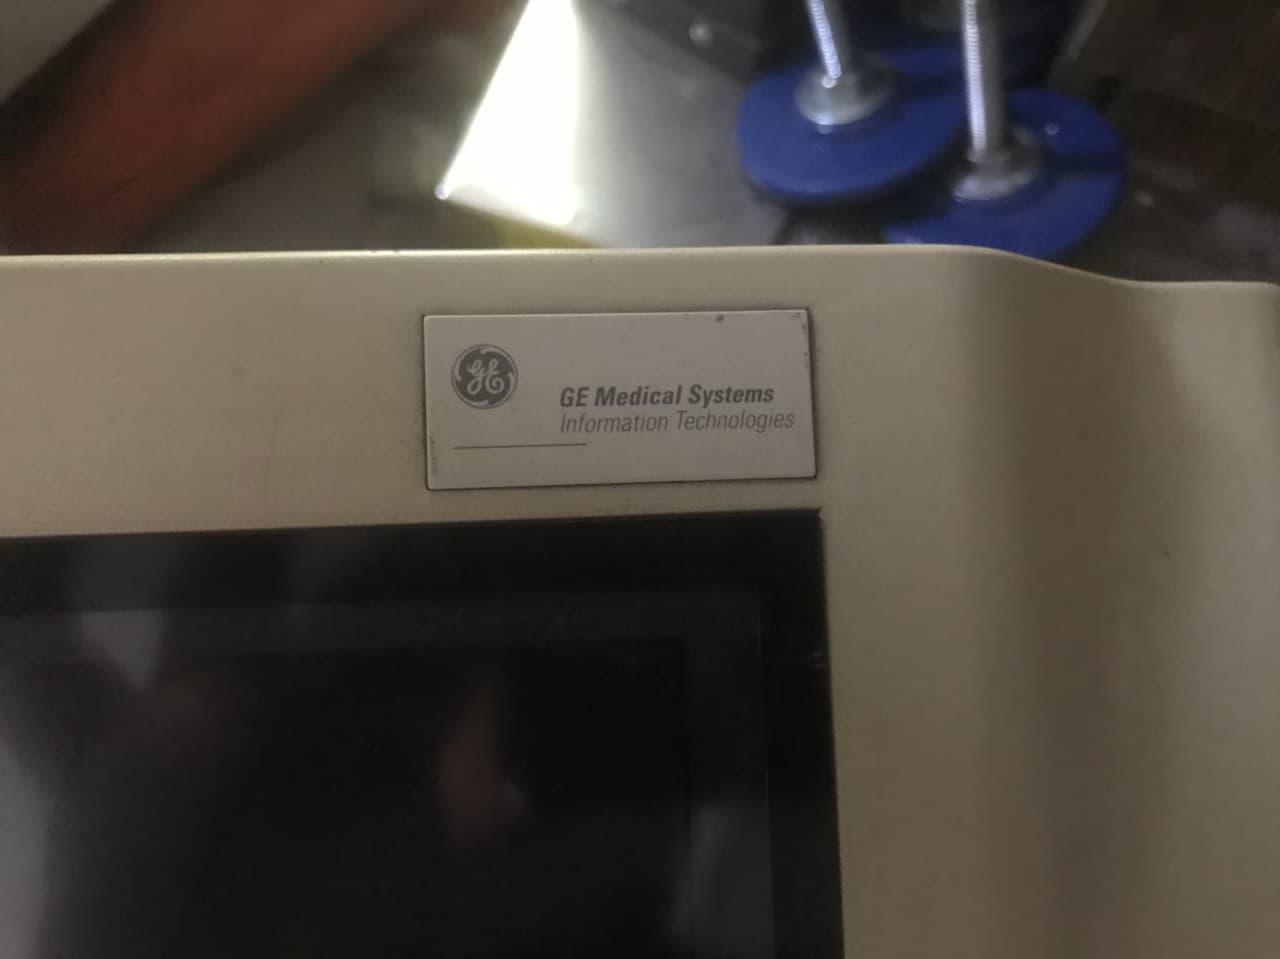 GE
GE Medical Systems
Information Technologies